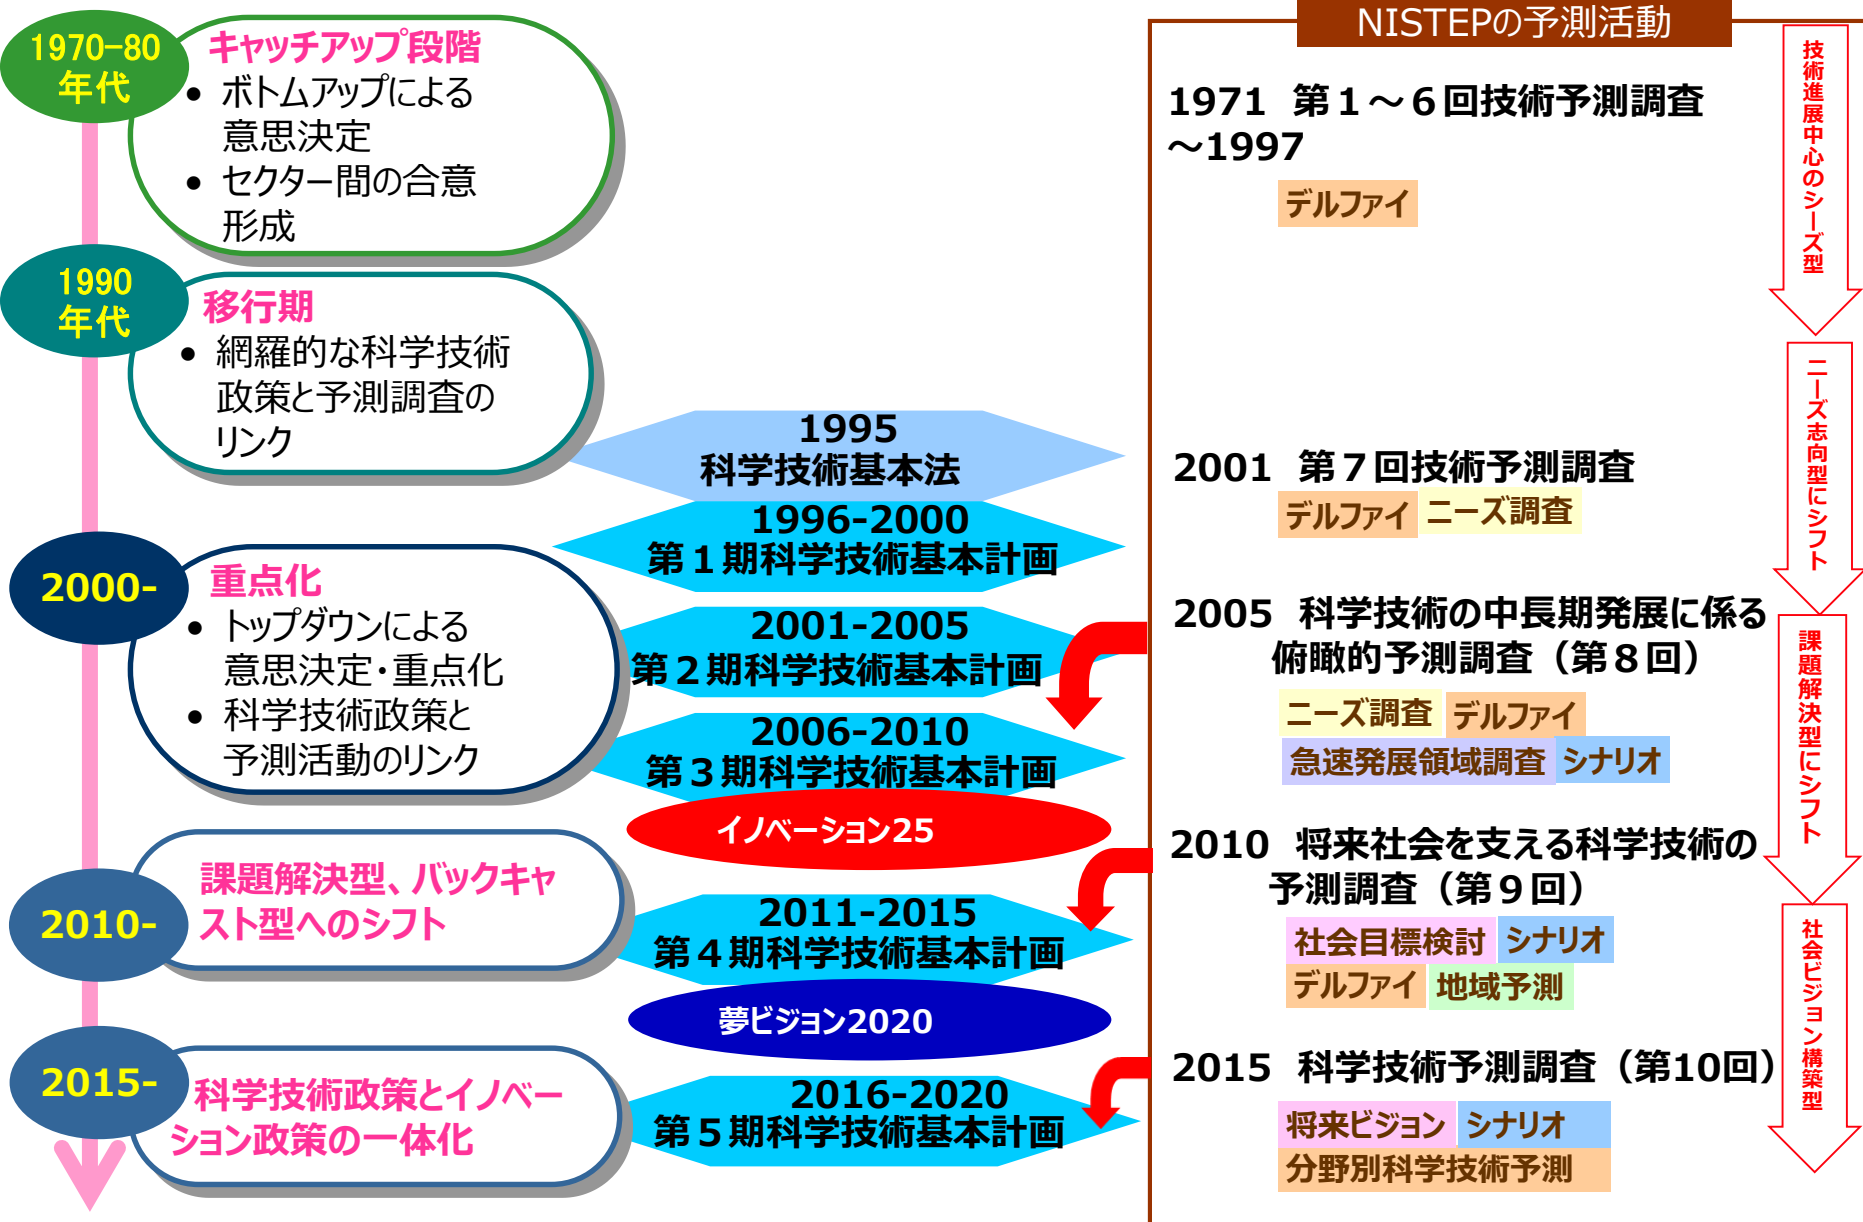 1970-80
年代
キャッチアップ段階
• ボトムアップによる
意思決定
• セクター間の合意
形成
1990
年代
移行期
• 網羅的な科学技術
政策と予測調査の
リンク
2000-
重点化
• トップダウンによる
意思決定・重点化
• 科学技術政策と
予測活動のリンク
2010-
課題解決型、バックキャ
スト型へのシフト
2015-
科学技術政策とイノベー
ション政策の一体化
1995
科学技術基本法
1996-2000
第１期科学技術基本計画
2001-2005
第２期科学技術基本計画
2006-2010
第３期科学技術基本計画
イノベーション25
2011-2015
第４期科学技術基本計画
夢ビジョン2020
2016-2020
第５期科学技術基本計画
NISTEPの予測活動
1971 第１～６回技術予測調査
～1997
デルファイ
2001 第７回技術予測調査
デルファイ ニーズ調査
2005 科学技術の中長期発展に係る
俯瞰的予測調査（第８回）
ニーズ調査 デルファイ
急速発展領域調査 シナリオ
2010 将来社会を支える科学技術の
予測調査（第９回）
社会目標検討 シナリオ
デルファイ 地域予測
2015 科学技術予測調査（第10回）
将来ビジョン シナリオ
分野別科学技術予測
技術進展中心のシーズ型
ニーズ志向型にシフト
課題解決型にシフト
社会ビジョン構築型